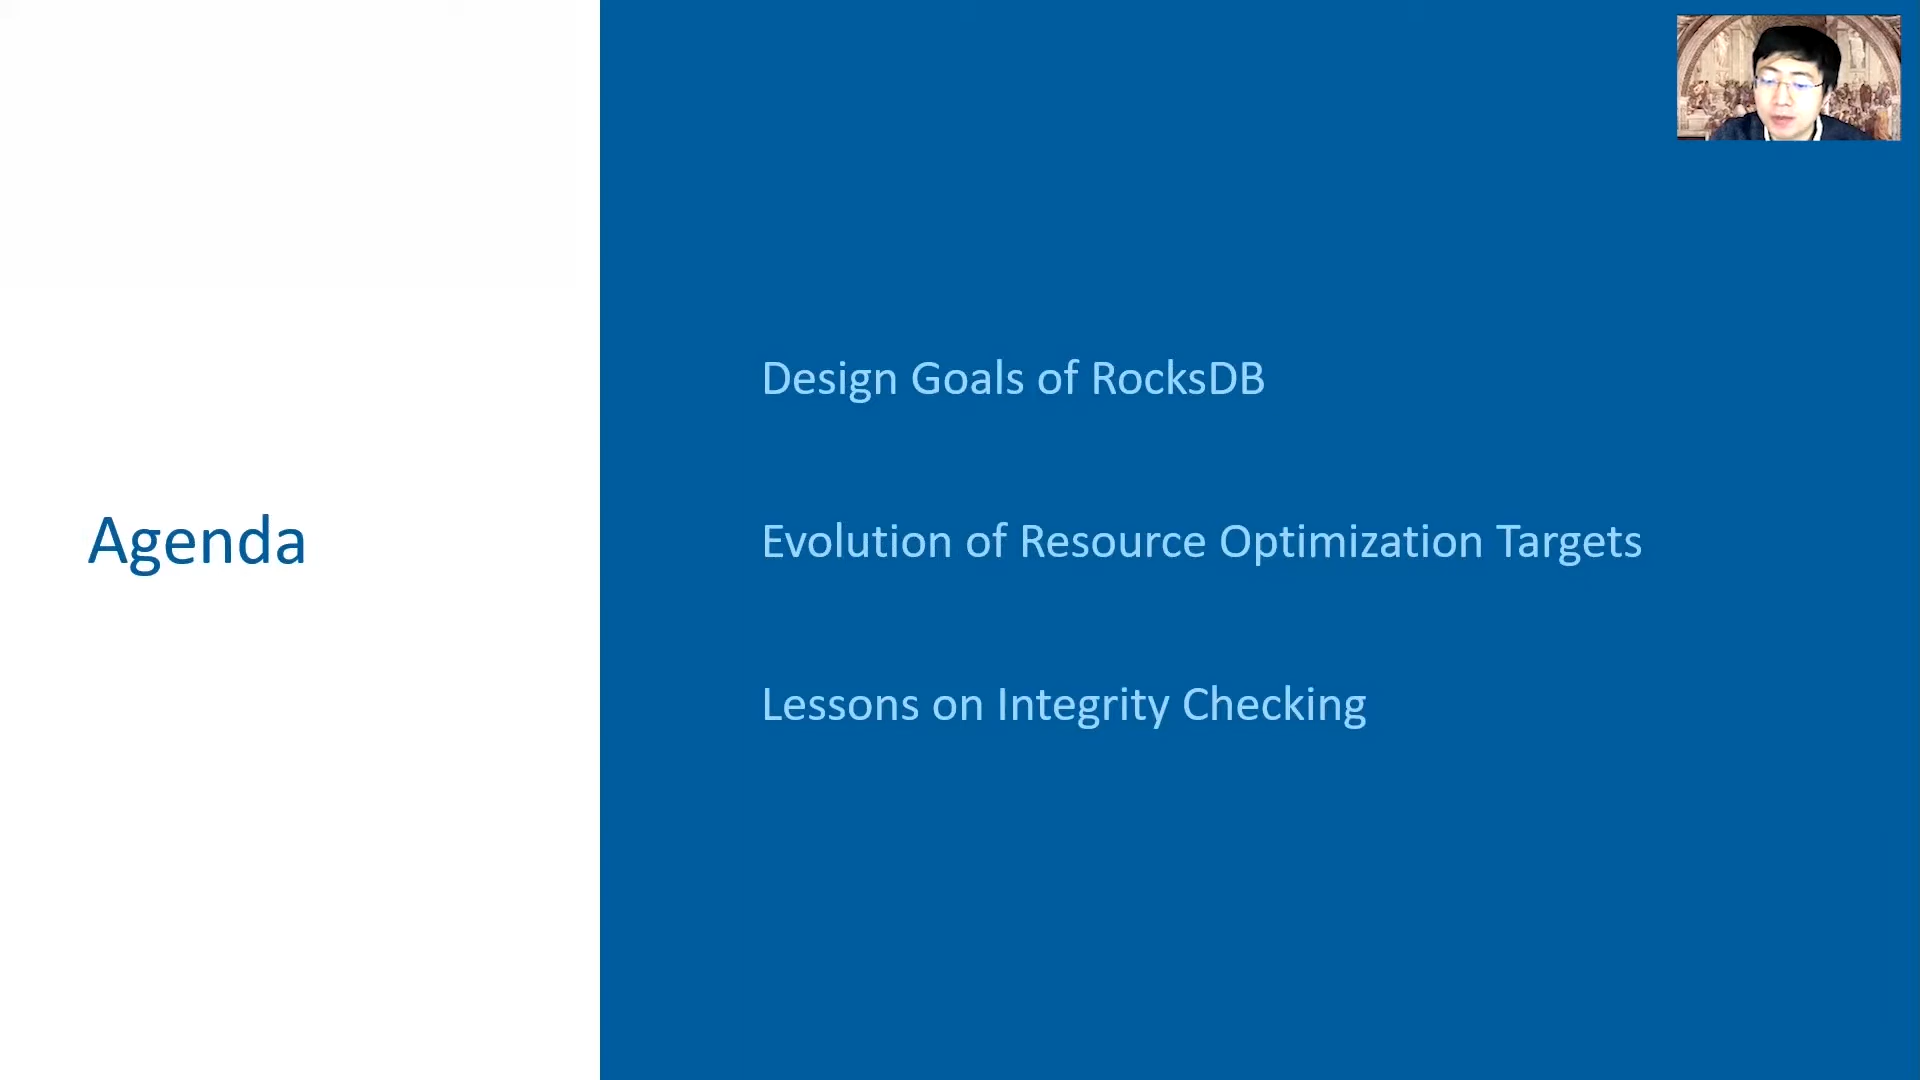 Agenda
Design Goals of RocksDB
Evolution of Resource Optimization Targets
Lessons on Integrity Checking